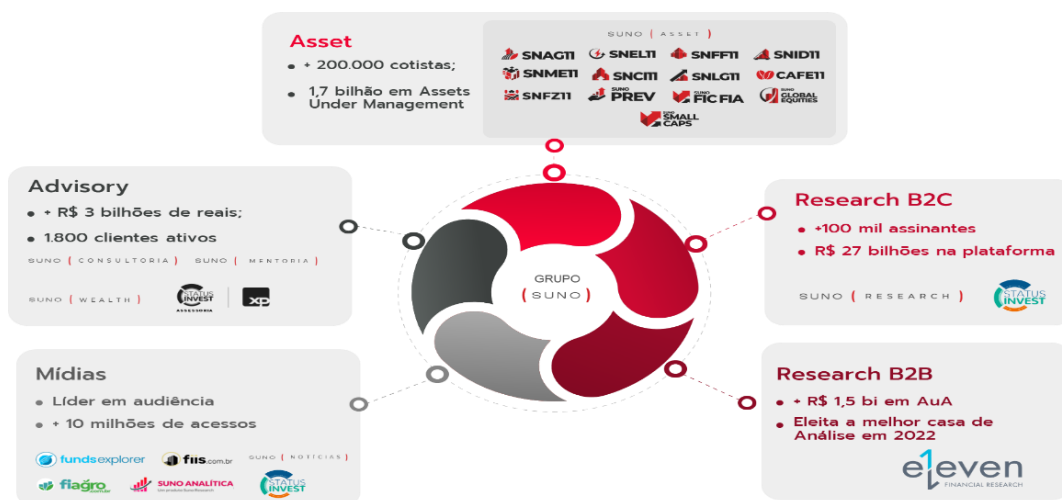 Asset
• + 200.000 cotistas;
• 1,7 bilhão em Assets
Under Management
SUNO ( ASSET )
SNAG11 SNEL11 SNFF11 SNID11
SNME11 SNCI11 SNLG11 CAFE11
SNFZ11 SUNO PREV SUNO FIC FIA SUNO GLOBAL EQUITIES
SUNO SMALL CAPS
Advisory
• + R$ 3 bilhões de reais;
• 1.800 clientes ativos
SUNO ( CONSULTORIA ) SUNO ( MENTORIA )
SUNO ( WEALTH ) STATUS INVEST ASSESSORIA xp
GRUPO
( SUNO )
Research B2C
• +100 mil assinantes
• R$ 27 bilhões na plataforma
SUNO ( RESEARCH ) STATUS INVEST
Mídias
• Líder em audiência
• + 10 milhões de acessos
fundsexplorer fiis.com.br SUNO ( NOTÍCIAS )
fiagro SUNO ANALÍTICA STATUS INVEST
Research B2B
• + R$ 1,5 bi em AuA
• Eleita a melhor casa de
Análise em 2022
eleven
FINANCIAL RESEARCH